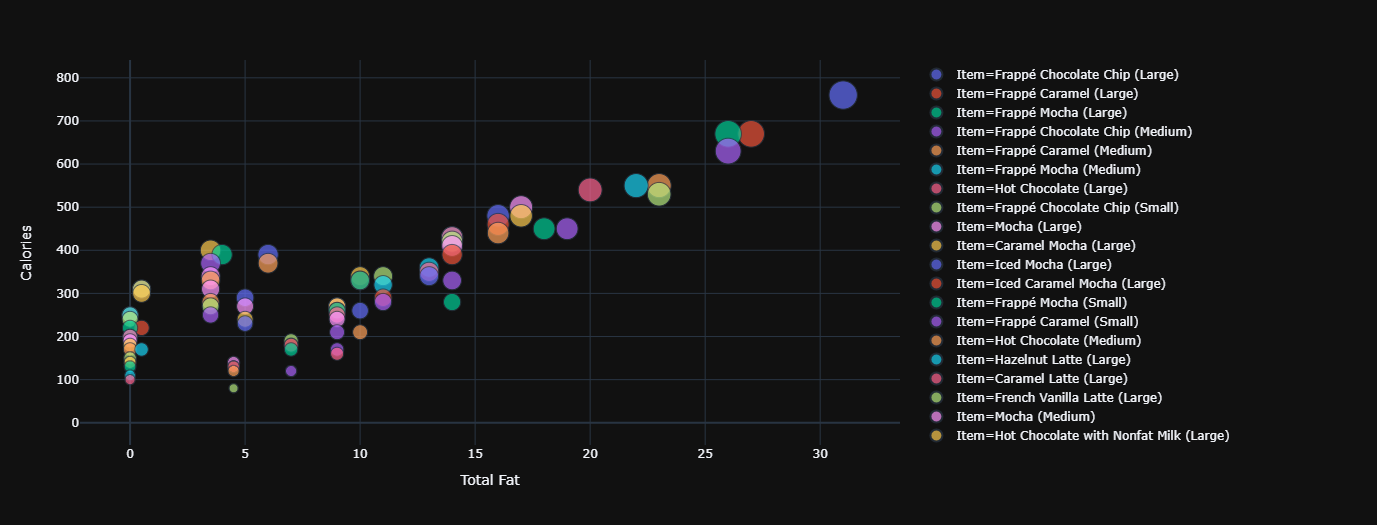 800
700
600
500
400
300
200
100
0
Calories
0 5 10 15 20 25 30
Total Fat
Item=Frappé Chocolate Chip (Large)
Item=Frappé Caramel (Large)
Item=Frappé Mocha (Large)
Item=Frappé Chocolate Chip (Medium)
Item=Frappé Caramel (Medium)
Item=Frappé Mocha (Medium)
Item=Hot Chocolate (Large)
Item=Frappé Chocolate Chip (Small)
Item=Mocha (Large)
Item=Caramel Mocha (Large)
Item=Iced Mocha (Large)
Item=Iced Caramel Mocha (Large)
Item=Frappé Mocha (Small)
Item=Frappé Caramel (Small)
Item=Hot Chocolate (Medium)
Item=Hazelnut Latte (Large)
Item=Caramel Latte (Large)
Item=French Vanilla Latte (Large)
Item=Mocha (Medium)
Item=Hot Chocolate with Nonfat Milk (Large)